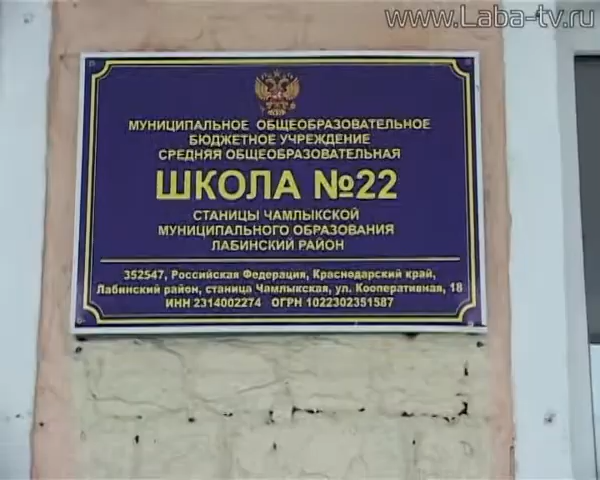 www.Laba-tv.ru
МУНИЦИПАЛЬНОЕ ОБЩЕОБРАЗОВАТЕЛЬНОЕ
БЮДЖЕТНОЕ УЧРЕЖДЕНИЕ
СРЕДНЯЯ ОБЩЕОБРАЗОВАТЕЛЬНАЯ
ШКОЛА №22
СТАНИЦЫ ЧАМЛЫКСКОЙ
МУНИЦИПАЛЬНОГО ОБРАЗОВАНИЯ
ЛАБИНСКИЙ РАЙОН
352547, Российская Федерация, Краснодарский край,
Лабинский район, станица Чамлыкская, ул. Кооперативная, 18
ИНН 2314002274 ОГРН 1022302351587